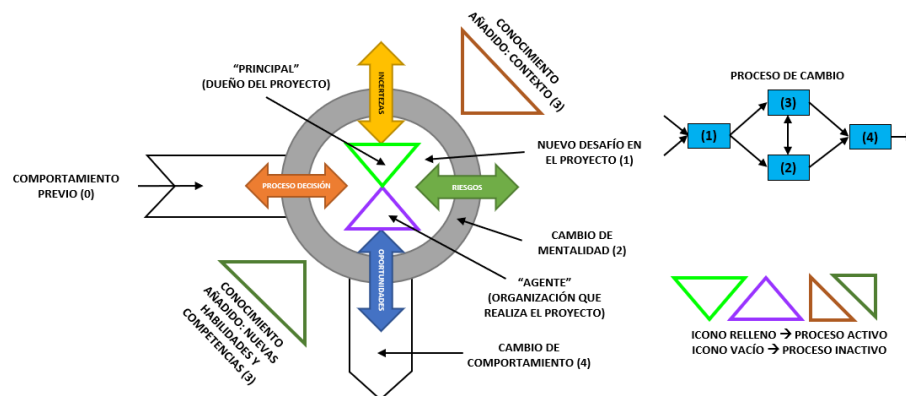 "PRINCIPAL"
(DUEÑO DEL PROYECTO)
INCERTEZAS
CONOCIMIENTO
AÑADIDO: CONTEXTO (3)
PROCESO DE CAMBIO
(1)
(3)
(2)
(4)
NUEVO DESAFÍO EN
EL PROYECTO (1)
COMPORTAMIENTO
PREVIO (0)
PROCESO DECISIÓN
RIESGOS
CAMBIO DE
MENTALIDAD (2)
OPORTUNIDADES
"AGENTE"
(ORGANIZACIÓN QUE
REALIZA EL PROYECTO)
CONOCIMIENTO
AÑADIDO: NUEVAS
HABILIDADES Y
COMPETENCIAS (3)
CAMBIO DE
COMPORTAMIENTO (4)
ICONO RELLENO → PROCESO ACTIVO
ICONO VACÍO → PROCESO INACTIVO